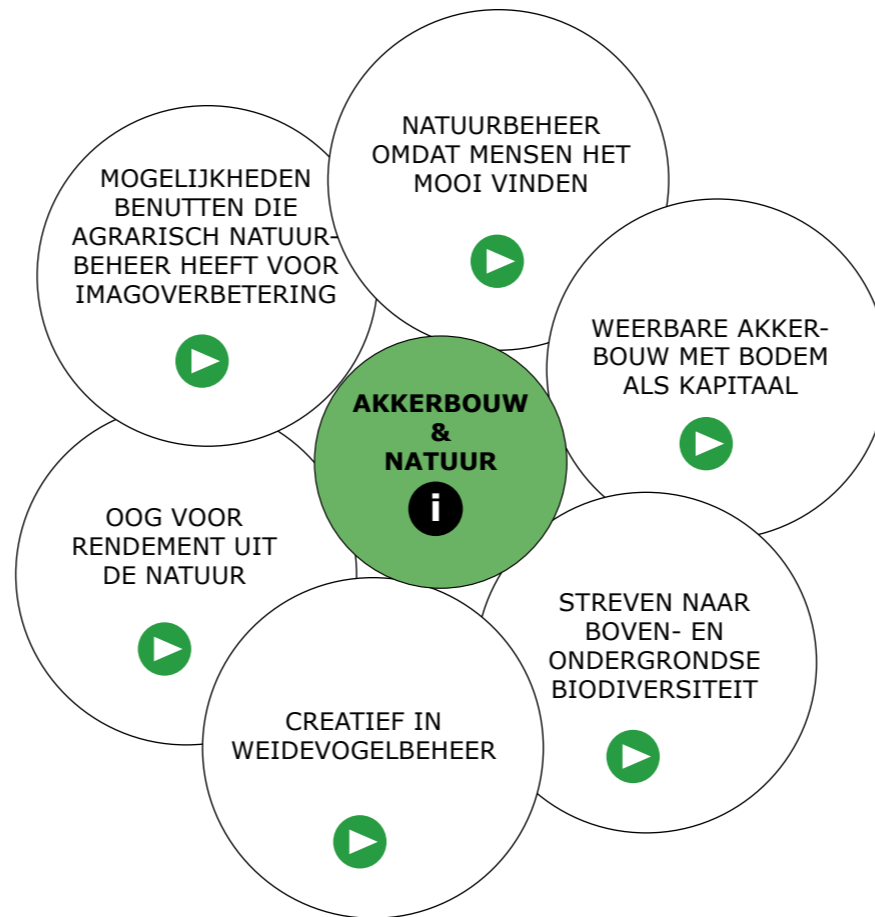 NATUURBEHEER
OMDAT MENSEN HET
MOOI VINDEN
MOGELIJKHEDEN
BENUTTEN DIE
AGRARISCH NATUUR-
BEHEER HEEFT VOOR
IMAGOVERBETERING
WEERBARE AKKER-
BOUW MET BODEM
ALS KAPITAAL
AKKERBOUW
&
NATUUR
i
OOG VOOR
RENDEMENT UIT
DE NATUUR
STREVEN NAAR
BOVEN- EN
ONDERGRONDSE
BIODIVERSITEIT
CREATIEF IN
WEIDEVOGELBEHEER